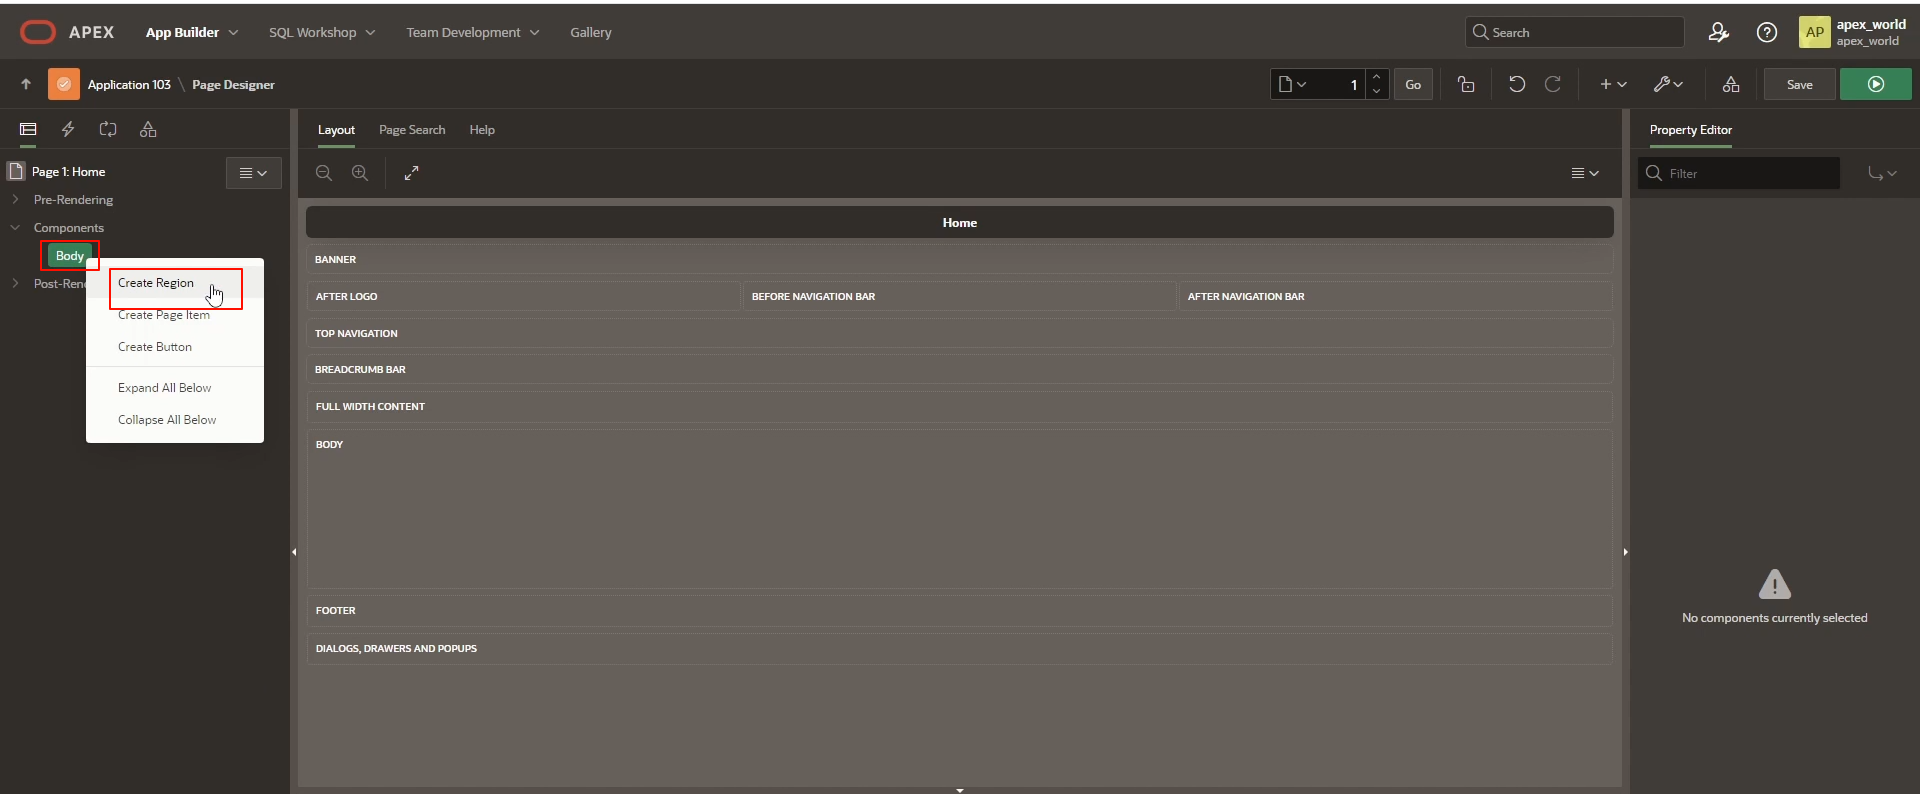 APEX App Builder SQL Workshop Team Development Gallery Search AP apex_world
apex_world
Application 103 \ Page Designer 1 Go Save
Layout Page Search Help Property Editor
Page 1: Home Filter
Pre-Rendering
Components
Body
Post-Ren
Create Region
Create Page Item
Create Button
Expand All Below
Collapse All Below
Home
BANNER
AFTER LOGO BEFORE NAVIGATION BAR AFTER NAVIGATION BAR
TOP NAVIGATION
BREADCRUMB BAR
FULL WIDTH CONTENT
BODY
FOOTER
DIALOGS, DRAWERS AND POPUPS
No components currently selected